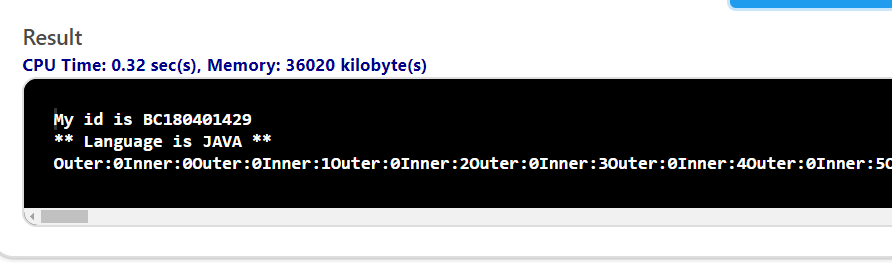 Result
CPU Time: 0.32 sec(s), Memory: 36020 kilobyte(s)
My id is BC180401429
** Language is JAVA **
Outer:0Inner:0Outer:0Inner:1Outer:0Inner:2Outer:0Inner:3Outer:0Inner:4Outer:0Inner:5O